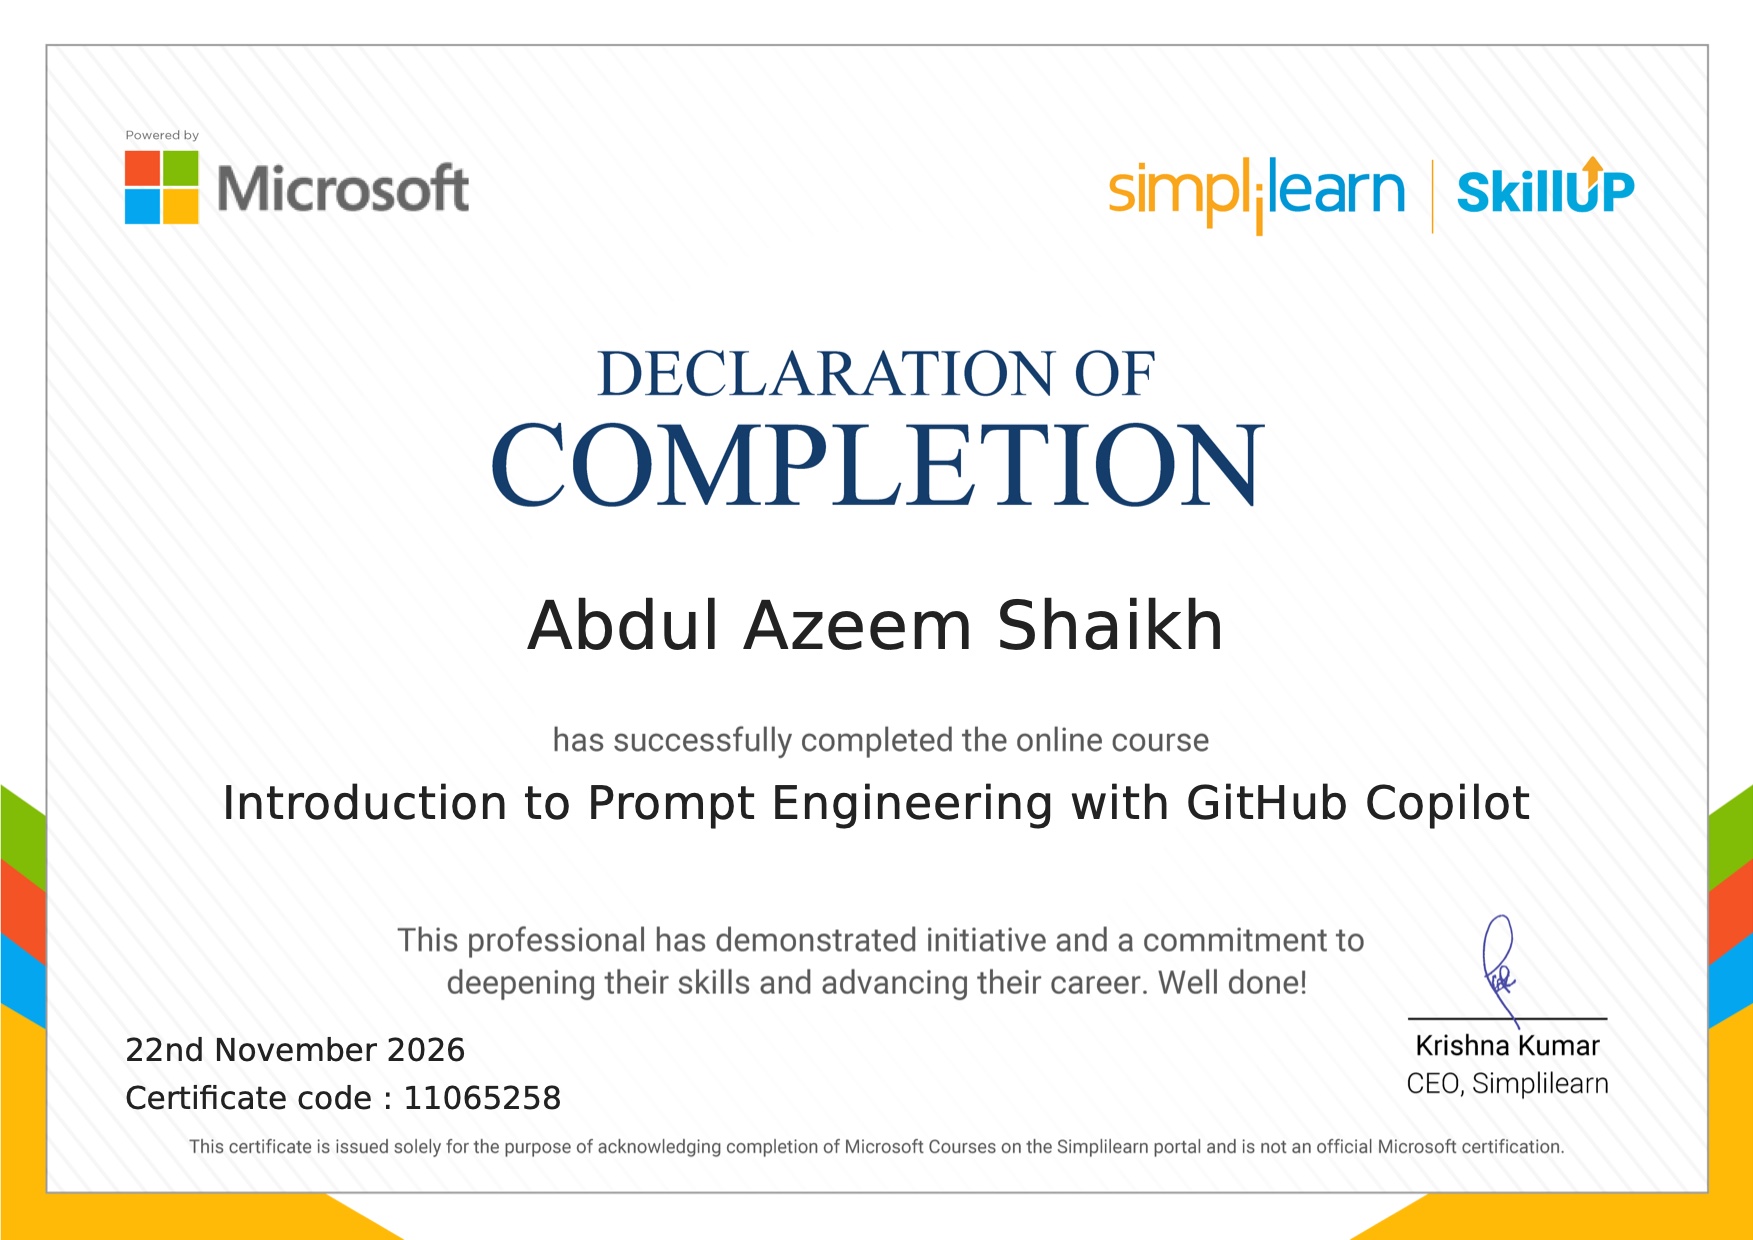 Powered by
Microsoft
simplilearn | SkillUP
DECLARATION OF
COMPLETION
Abdul Azeem Shaikh
has successfully completed the online course
Introduction to Prompt Engineering with GitHub Copilot
This professional has demonstrated initiative and a commitment to
deepening their skills and advancing their career. Well done!
22nd November 2026
Certificate code : 11065258
Krishna Kumar
CEO, Simplilearn
This certificate is issued solely for the purpose of acknowledging completion of Microsoft Courses on the Simplilearn portal and is not an official Microsoft certification.